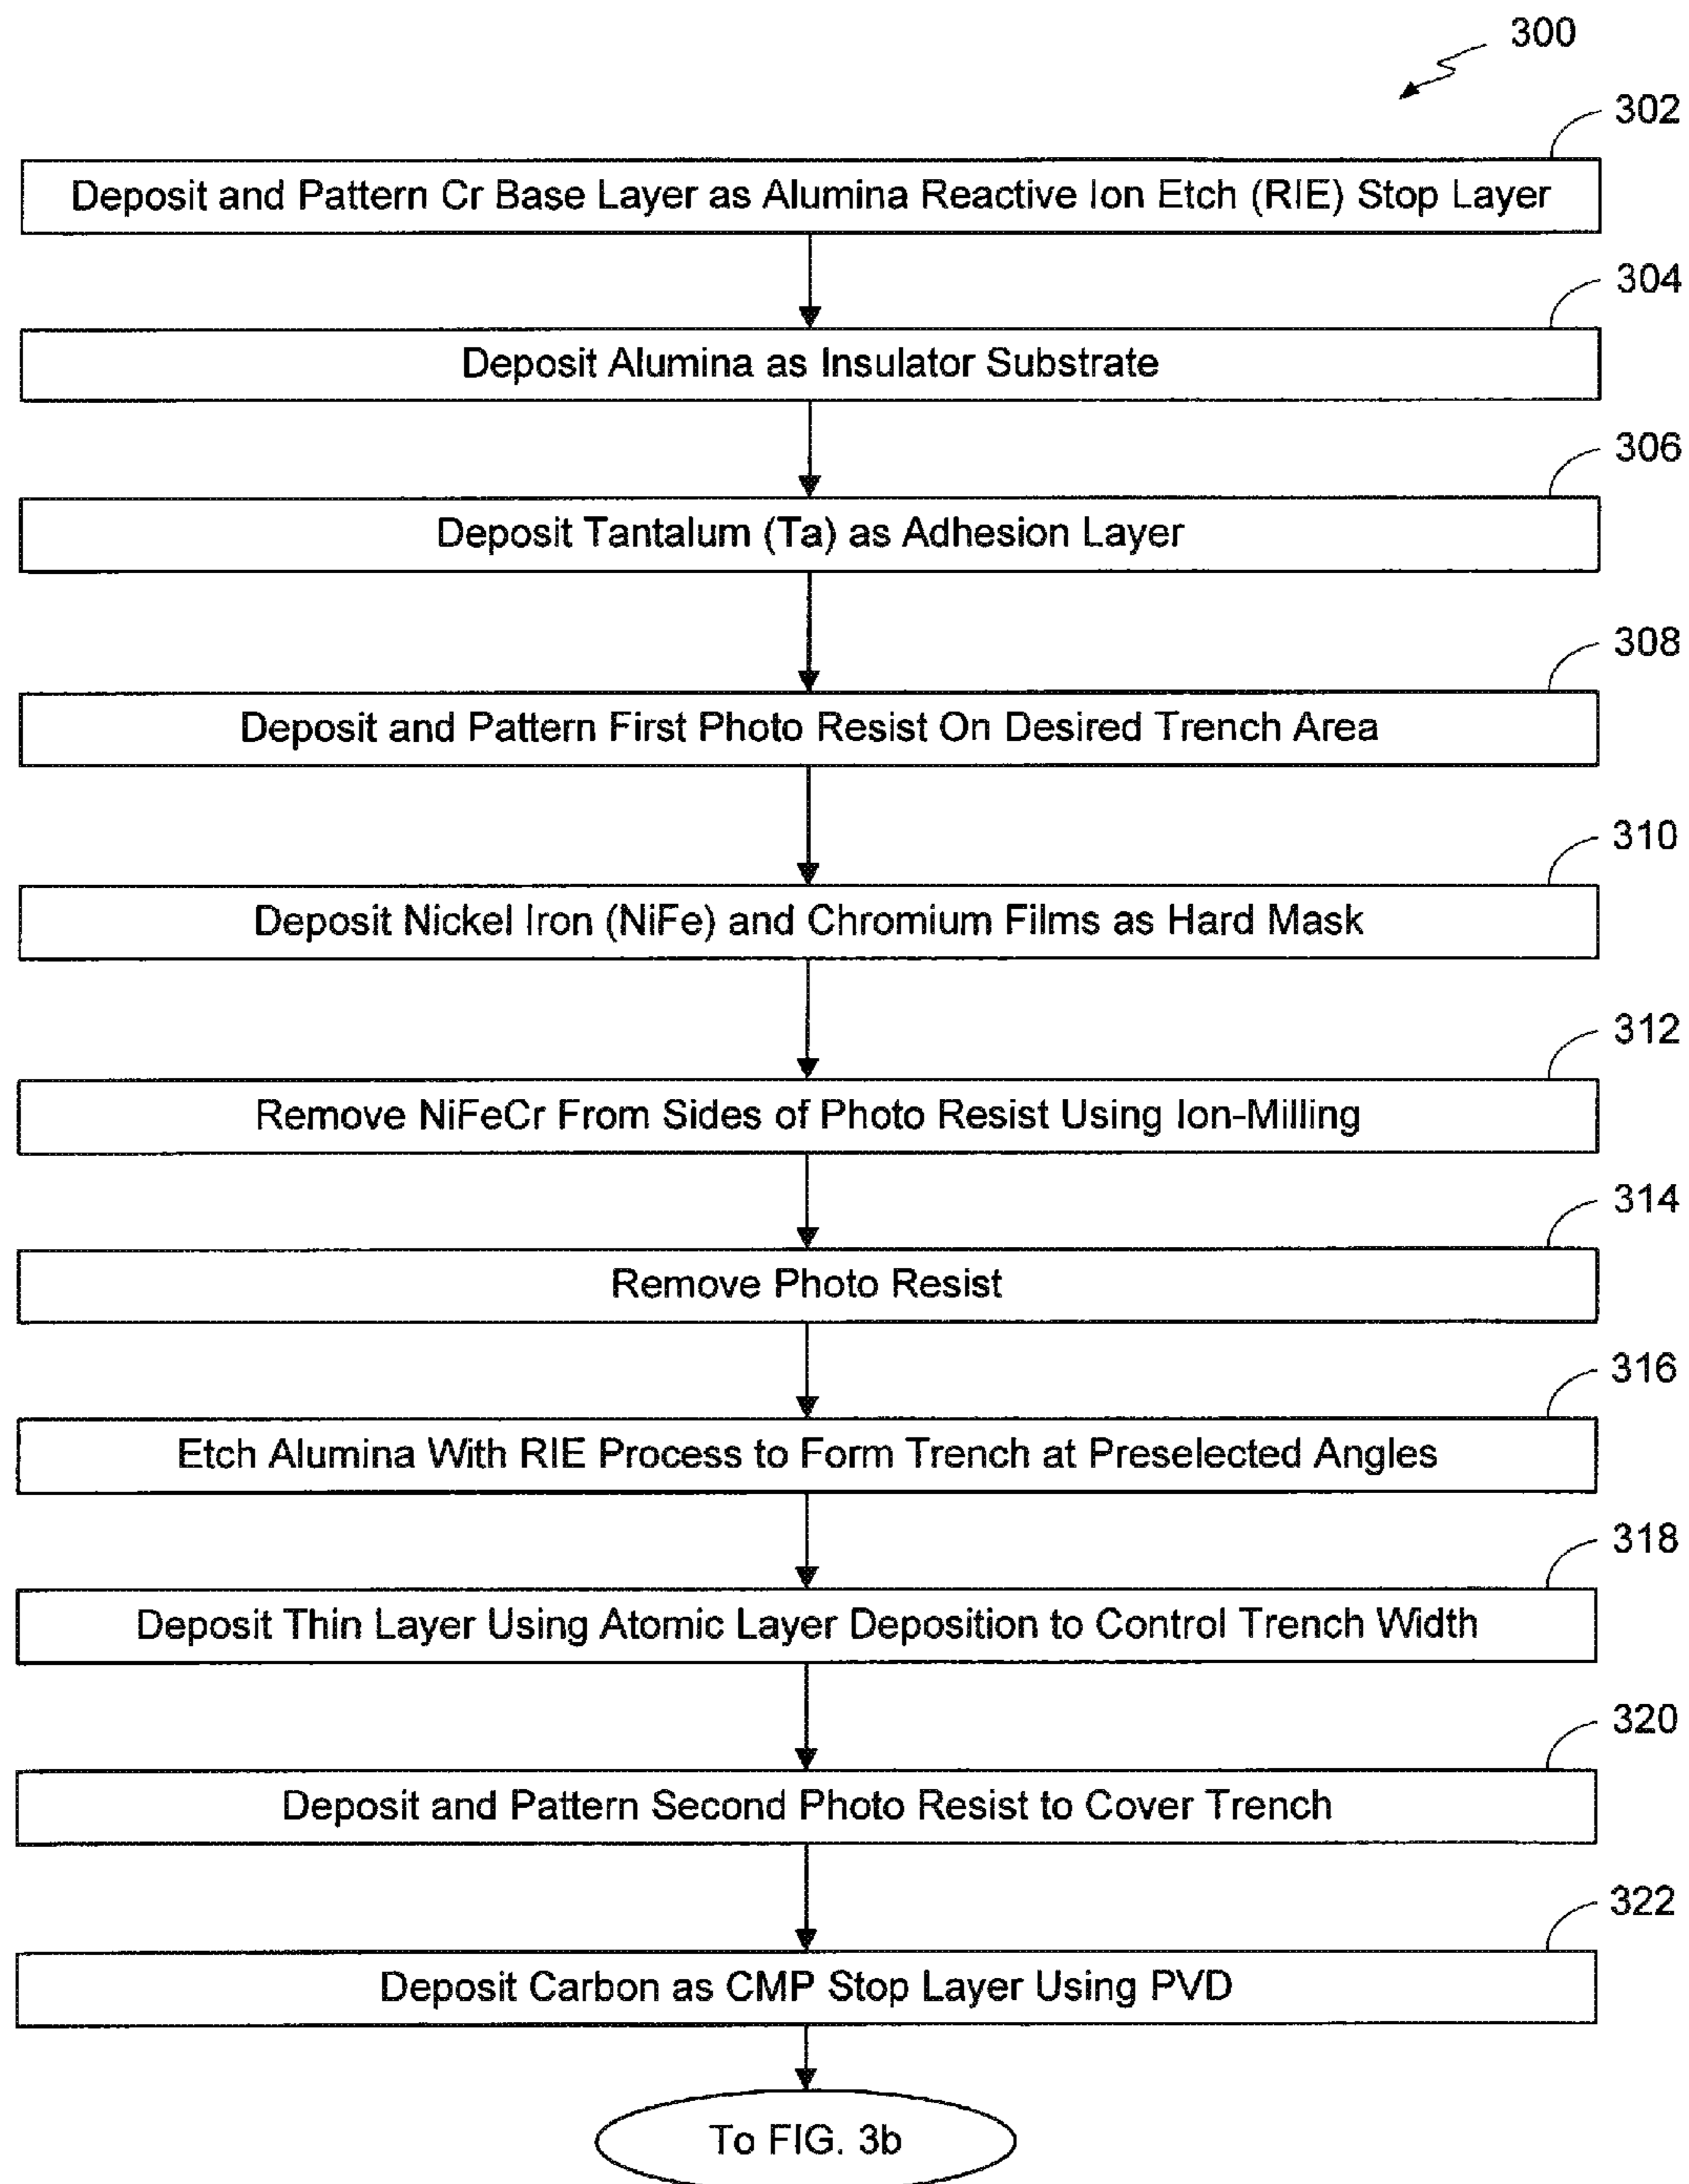 300
302
Deposit and Pattern Cr Base Layer as Alumina Reactive Ion Etch (RIE) Stop Layer
304
Deposit Alumina as Insulator Substrate
306
Deposit Tantalum (Ta) as Adhesion Layer
308
Deposit and Pattern First Photo Resist On Desired Trench Area
310
Deposit Nickel Iron (NiFe) and Chromium Films as Hard Mask
312
Remove NiFeCr From Sides of Photo Resist Using Ion-Milling
314
Remove Photo Resist
316
Etch Alumina With RIE Process to Form Trench at Preselected Angles
318
Deposit Thin Layer Using Atomic Layer Deposition to Control Trench Width
320
Deposit and Pattern Second Photo Resist to Cover Trench
322
Deposit Carbon as CMP Stop Layer Using PVD
To FIG. 3b